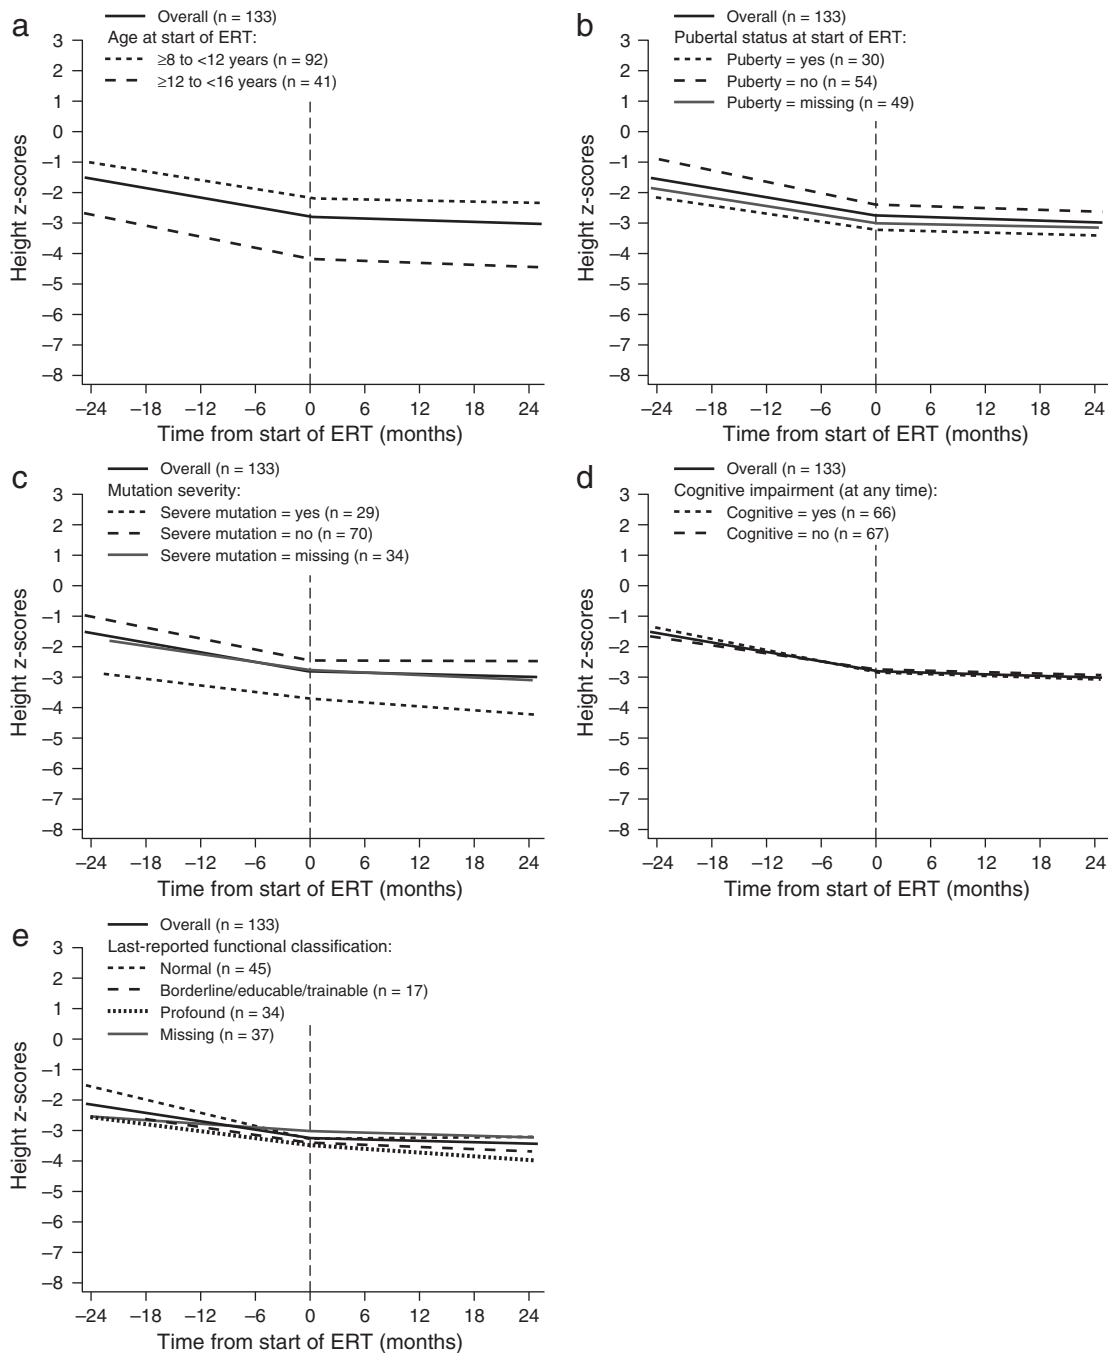 a
Overall (n = 133)
Age at start of ERT:
≥8 to <12 years (n = 92)
≥12 to <16 years (n = 41)
3
2
1
0
–1
–2
–3
–4
–5
–6
–7
–8
Height z-scores
–24 –18 –12 –6 0 6 12 18 24
Time from start of ERT (months)
b
Overall (n = 133)
Pubertal status at start of ERT:
Puberty = yes (n = 30)
Puberty = no (n = 54)
Puberty = missing (n = 49)
3
2
1
0
–1
–2
–3
–4
–5
–6
–7
–8
Height z-scores
–24 –18 –12 –6 0 6 12 18 24
Time from start of ERT (months)
c
Overall (n = 133)
Mutation severity:
Severe mutation = yes (n = 29)
Severe mutation = no (n = 70)
Severe mutation = missing (n = 34)
3
2
1
0
–1
–2
–3
–4
–5
–6
–7
–8
Height z-scores
–24 –18 –12 –6 0 6 12 18 24
Time from start of ERT (months)
d
Overall (n = 133)
Cognitive impairment (at any time):
Cognitive = yes (n = 66)
Cognitive = no (n = 67)
3
2
1
0
–1
–2
–3
–4
–5
–6
–7
–8
Height z-scores
–24 –18 –12 –6 0 6 12 18 24
Time from start of ERT (months)
e
Overall (n = 133)
Last-reported functional classification:
Normal (n = 45)
Borderline/educable/trainable (n = 17)
Profound (n = 34)
Missing (n = 37)
3
2
1
0
–1
–2
–3
–4
–5
–6
–7
–8
Height z-scores
–24 –18 –12 –6 0 6 12 18 24
Time from start of ERT (months)